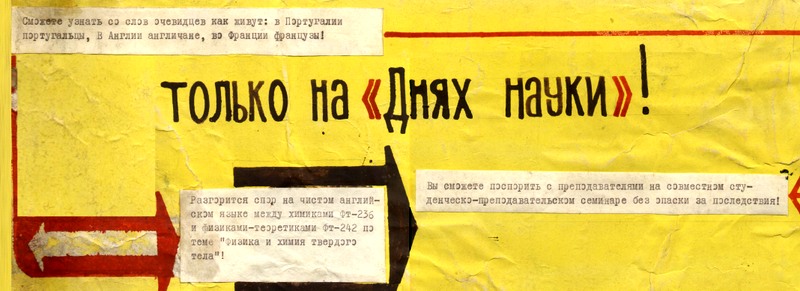 Сможете узнать со слов очевидцев как живут: в Португалии
португальцы, В Англии англичане, во Франции французы!
только на «Днях науки»!
Вы сможете поспорить с преподавателями на совместном сту-
денческо-преподавательском семинаре без опаски за последствия!
Разгорится спор на чистом англий-
ском языке между химиками Фт-236
и физиками-теоретиками Фт-242 по
теме "Физика и химия твердого
тела"!